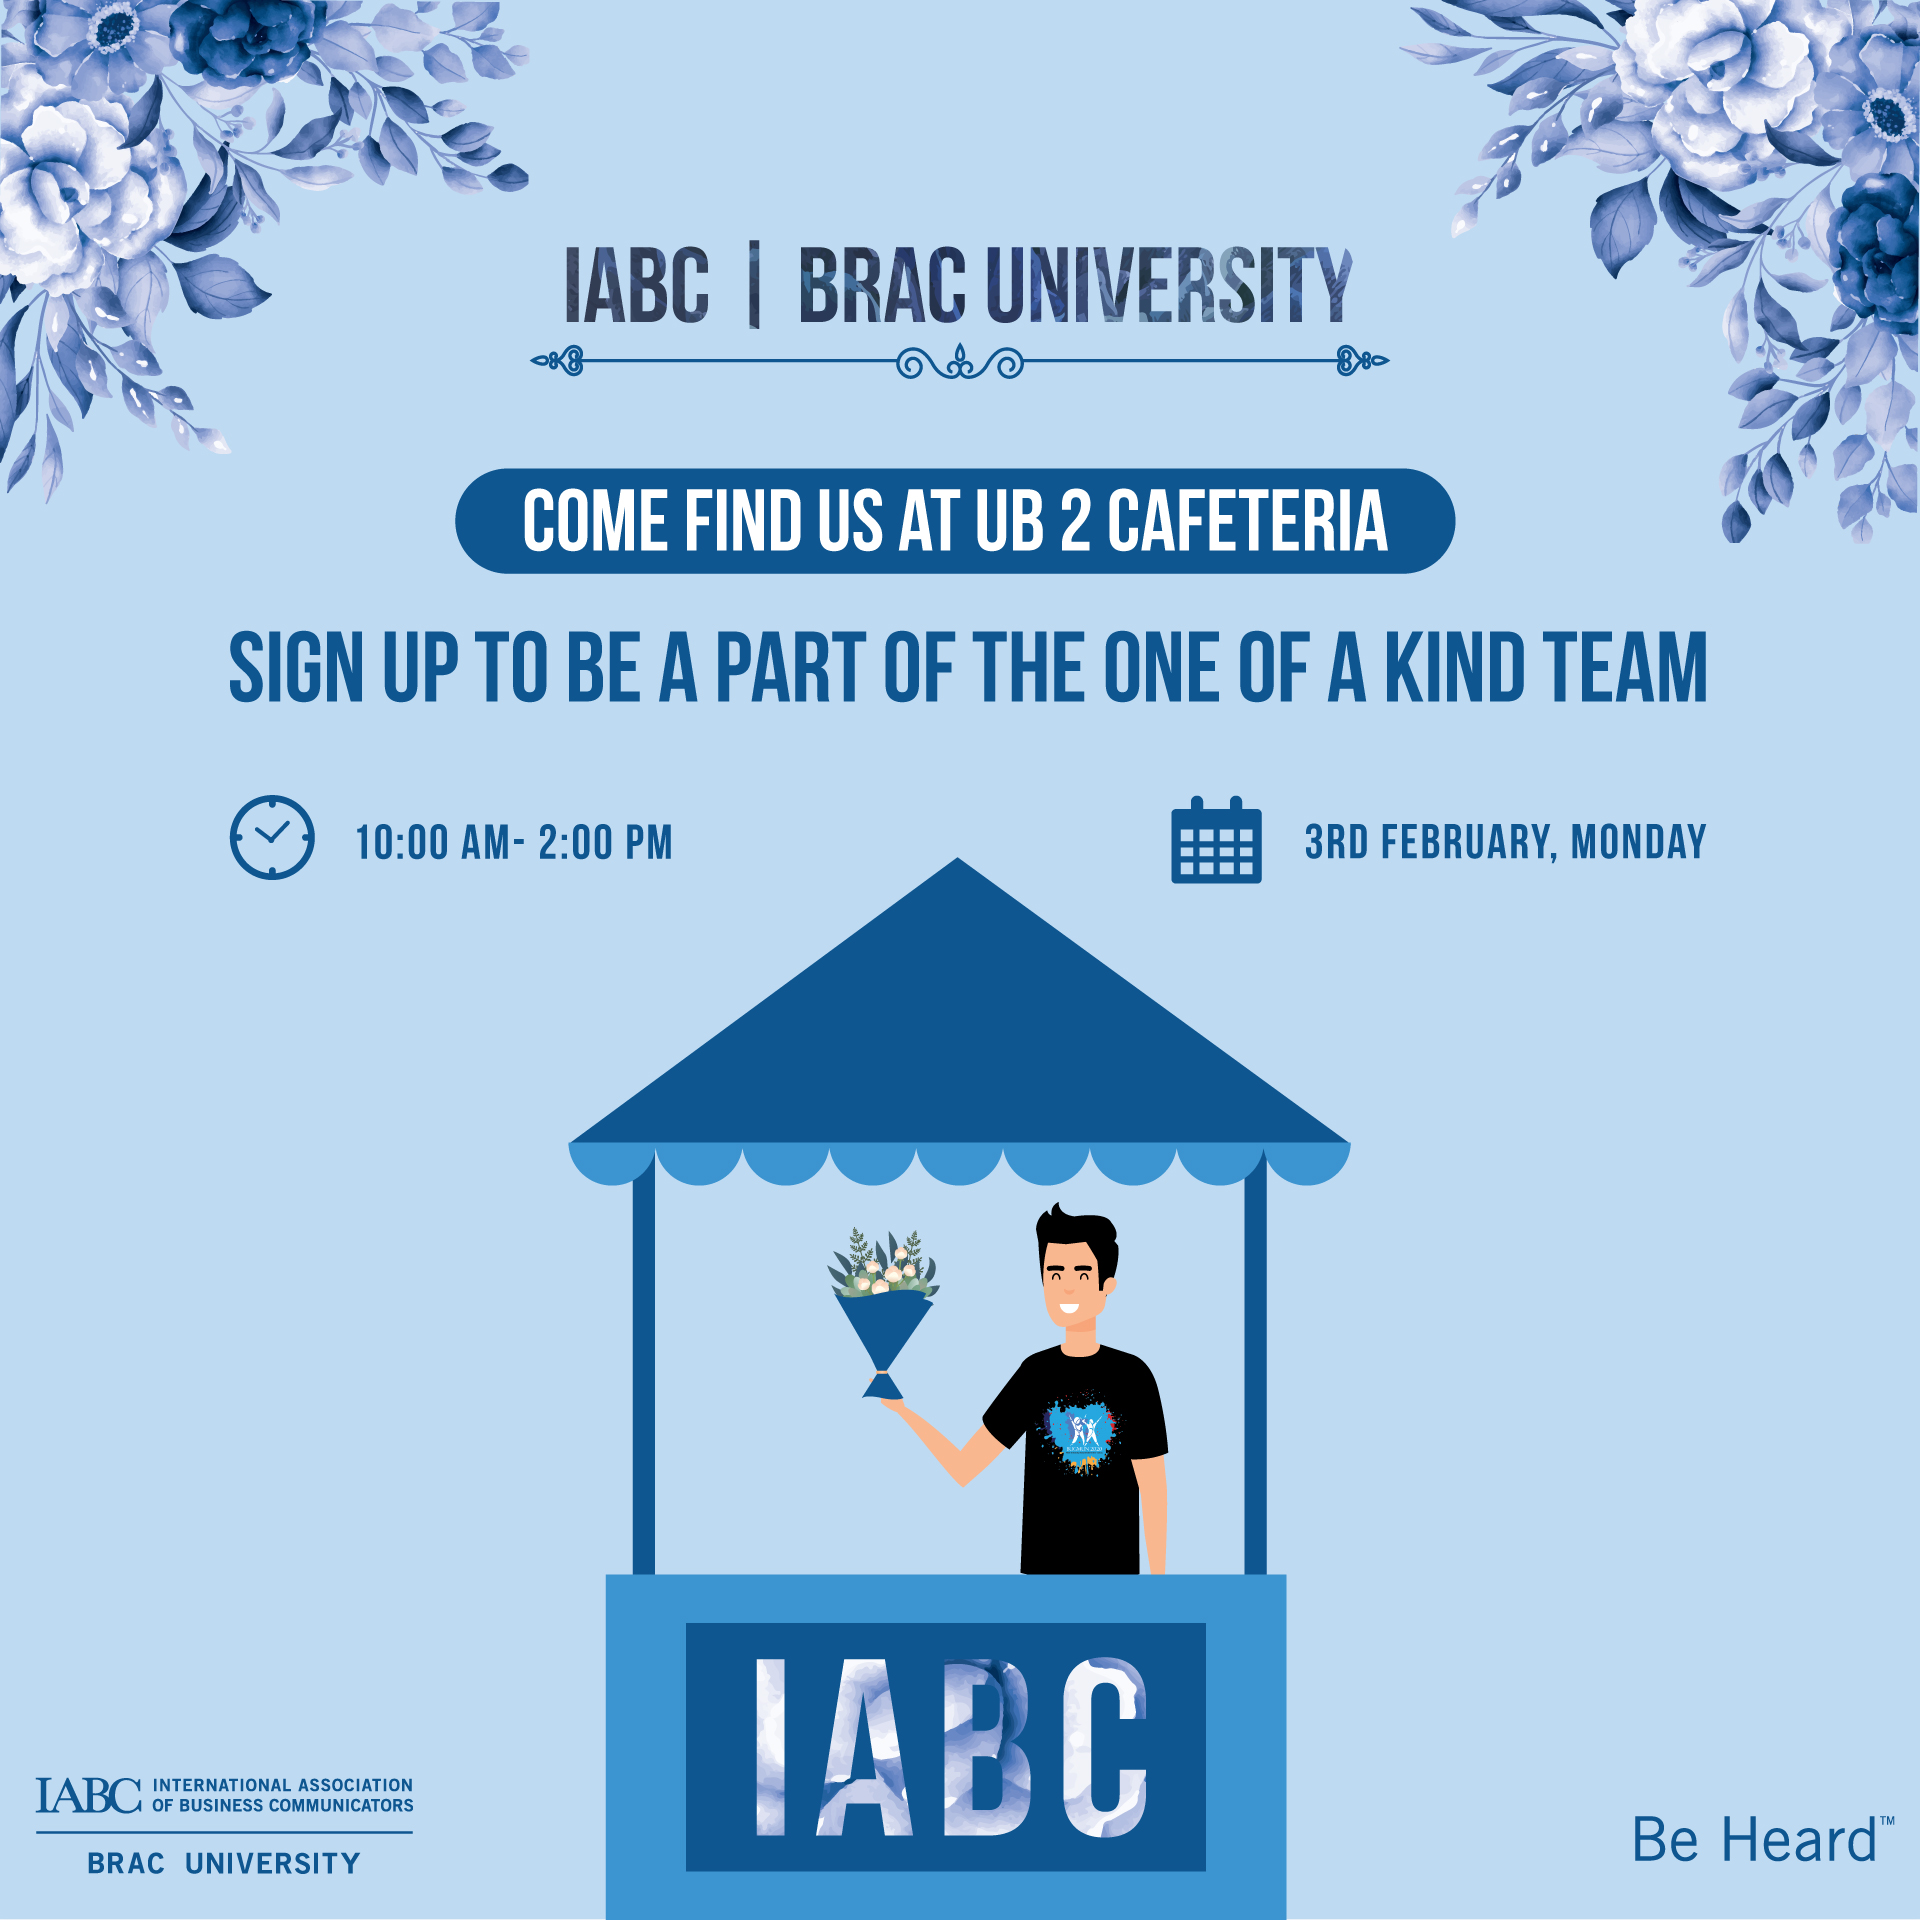 IABC | BRAC UNIVERSITY
COME FIND US AT UB 2 CAFETERIA
SIGN UP TO BE A PART OF THE ONE OF A KIND TEAM
10:00 AM- 2:00 PM
3RD FEBRUARY, MONDAY
IABC
IABC INTERNATIONAL ASSOCIATION
OF BUSINESS COMMUNICATORS
BRAC UNIVERSITY
Be Heard™